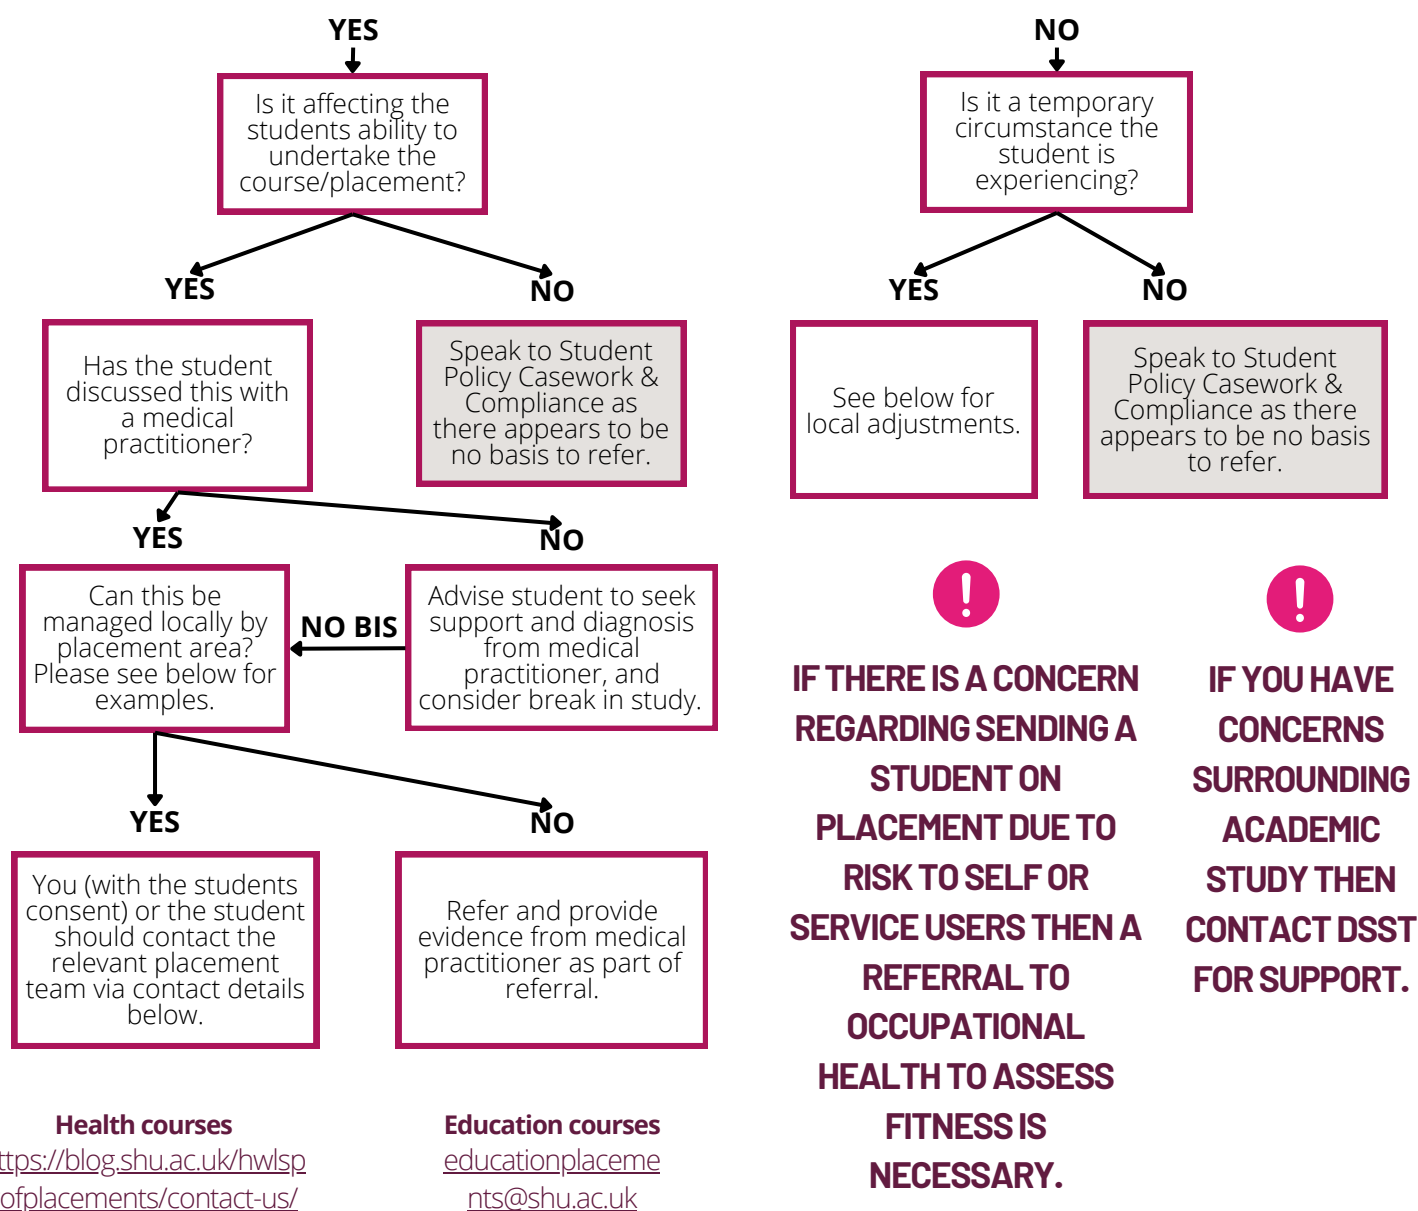 YES
Is it affecting the
students ability to
undertake the
course/placement?
YES
NO
Has the student
discussed this with
a medical
practitioner?
Speak to Student
Policy Casework &
Compliance as
there appears to be
no basis to refer.
YES
NO
Can this be
managed locally by
placement area?
Please see below for
examples.
NO BIS
Advise student to seek
support and diagnosis
from medical
practitioner, and
consider break in study.
YES
NO
You (with the students
consent) or the student
should contact the
relevant placement
team via contact details
below.
Refer and provide
evidence from medical
practitioner as part of
referral.
Health courses
ttps://blog.shu.ac.uk/hwlsp
ofplacements/contact-us/
Education courses
educationplaceme
nts@shu.ac.uk
NO
Is it a temporary
circumstance the
student is
experiencing?
YES
NO
See below for
local adjustments.
Speak to Student
Policy Casework &
Compliance as there
appears to be no basis
to refer.
IF THERE IS A CONCERN
REGARDING SENDING A
STUDENT ON
PLACEMENT DUE TO
RISK TO SELF OR
SERVICE USERS THEN A
REFERRAL TO
OCCUPATIONAL
HEALTH TO ASSESS
FITNESS IS
NECESSARY.
IF YOU HAVE
CONCERNS
SURROUNDING
ACADEMIC
STUDY THEN
CONTACT DSST
FOR SUPPORT.